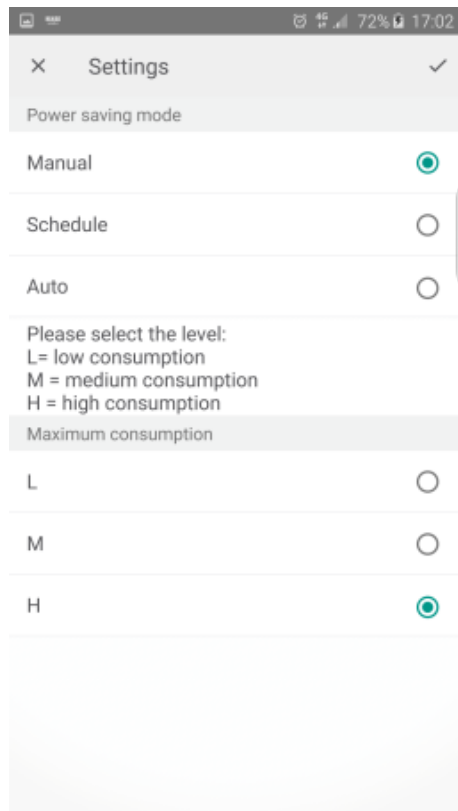 4G 72% 17:02
Settings
Power saving mode
Manual
Schedule
Auto
Please select the level:
L= low consumption
M = medium consumption
H = high consumption
Maximum consumption
L
M
H